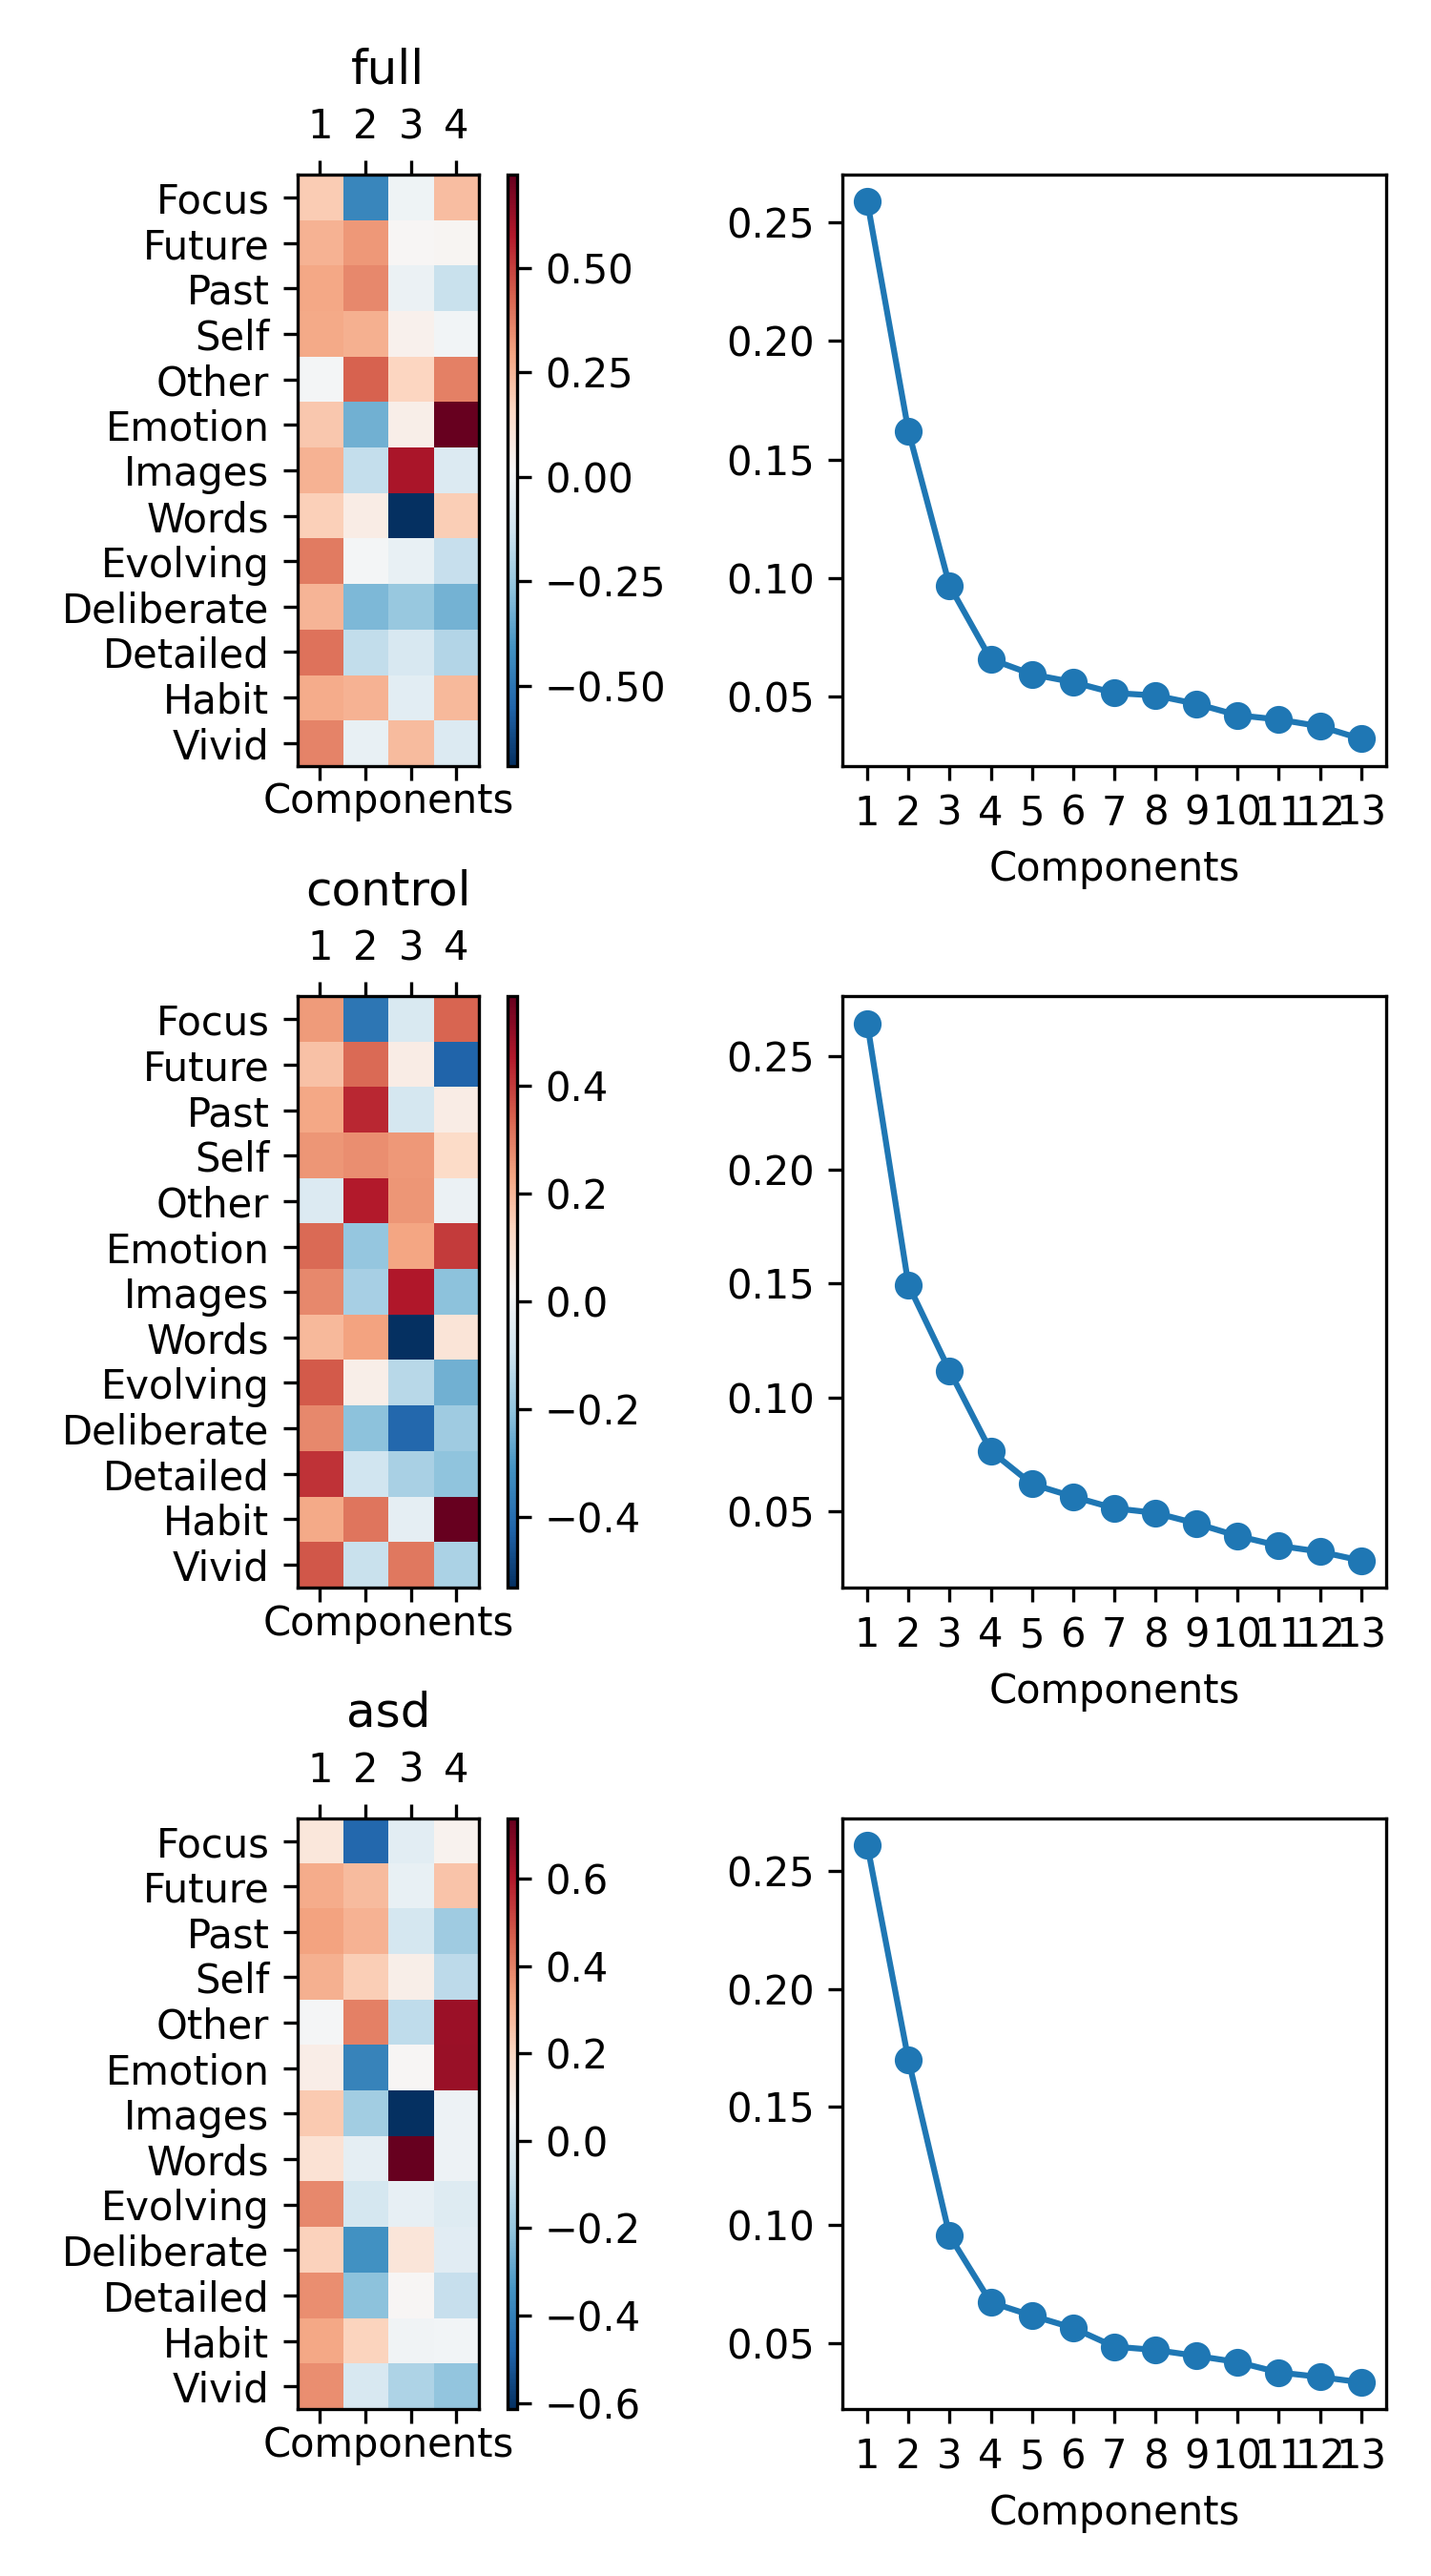 full
1 2 3 4
Focus
Future
Past
Self
Other
Emotion
Images
Words
Evolving
Deliberate
Detailed
Habit
Vivid
Components
0.50
0.25
0.00
−0.25
−0.50
0.25
0.20
0.15
0.10
0.05
1 2 3 4 5 6 7 8 9 10 11 12 13
Components
control
1 2 3 4
Focus
Future
Past
Self
Other
Emotion
Images
Words
Evolving
Deliberate
Detailed
Habit
Vivid
Components
0.4
0.2
0.0
−0.2
−0.4
0.25
0.20
0.15
0.10
0.05
1 2 3 4 5 6 7 8 9 10 11 12 13
Components
asd
1 2 3 4
Focus
Future
Past
Self
Other
Emotion
Images
Words
Evolving
Deliberate
Detailed
Habit
Vivid
Components
0.6
0.4
0.2
0.0
−0.2
−0.4
−0.6
0.25
0.20
0.15
0.10
0.05
1 2 3 4 5 6 7 8 9 10 11 12 13
Components